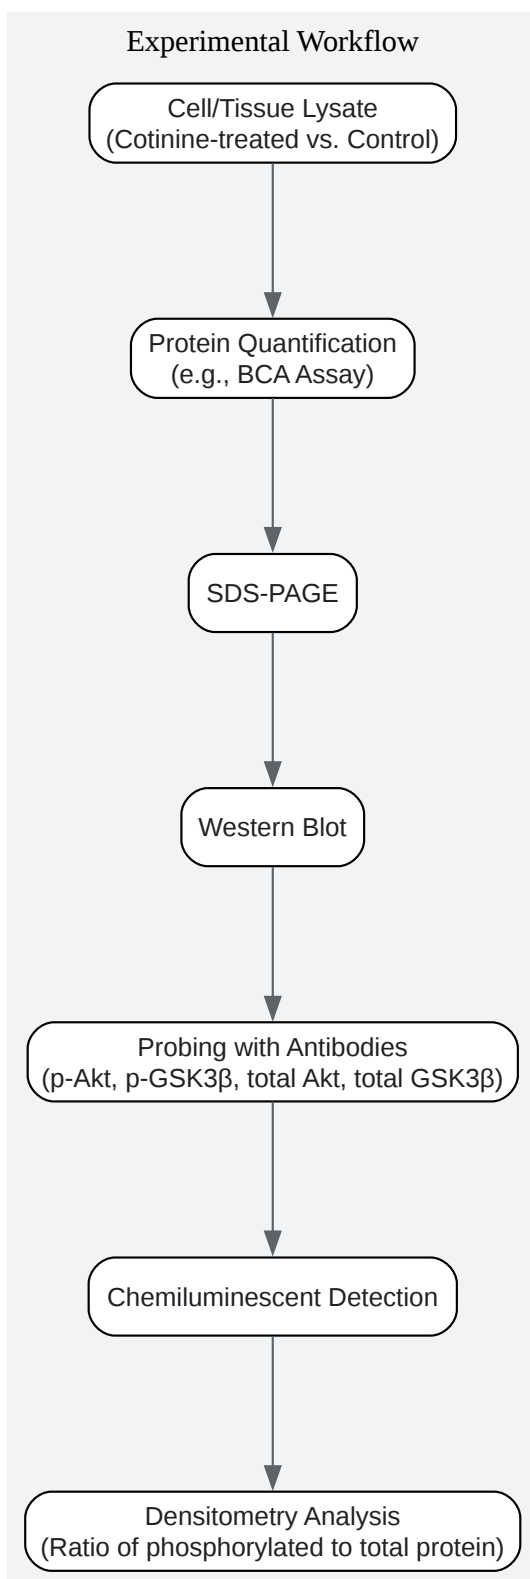 Experimental Workflow
Cell/Tissue Lysate
(Cotinine-treated vs. Control)
Protein Quantification
(e.g., BCA Assay)
SDS-PAGE
Western Blot
Probing with Antibodies
(p-Akt, p-GSK3β, total Akt, total GSK3β)
Chemiluminescent Detection
Densitometry Analysis
(Ratio of phosphorylated to total protein)